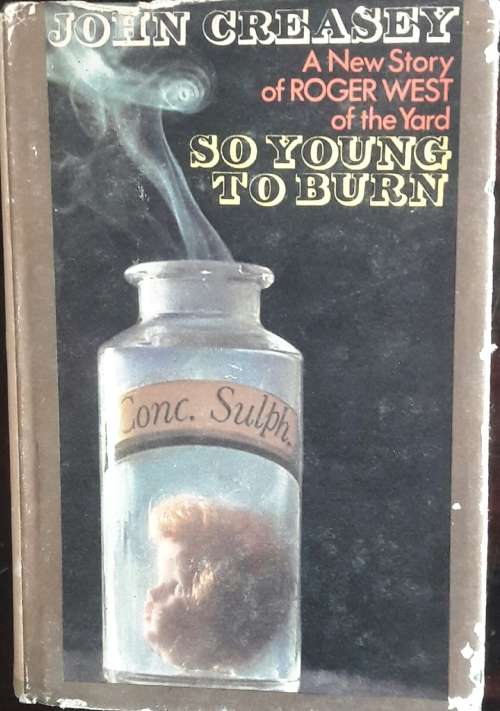 JOHN CREASEY
A New Story
of ROGER WEST
of the Yard
SO YOUNG
TO BURN
Conc. Sulph.